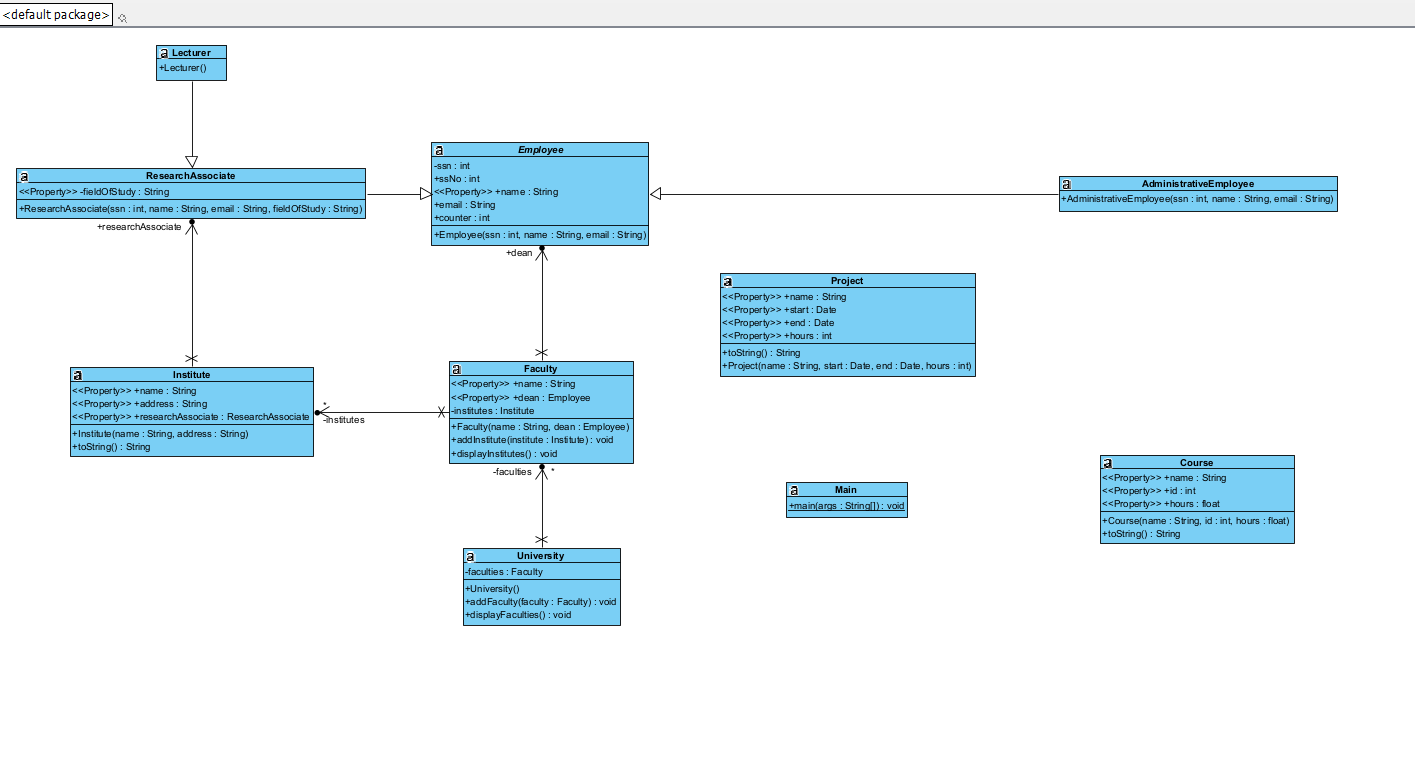 <default package>
Lecturer
+Lecturer()
ResearchAssociate
<<Property>> -fieldOfStudy : String
+ResearchAssociate(ssn : int, name : String, email : String, fieldOfStudy : String)
+researchAssociate
Employee
-ssn : int
+ssNo : int
<<Property>> +name : String
+email : String
+counter : int
+Employee(ssn : int, name : String, email : String)
+dean
AdministrativeEmployee
+AdministrativeEmployee(ssn : int, name : String, email : String)
Project
<<Property>> +name : String
<<Property>> +start : Date
<<Property>> +end : Date
<<Property>> +hours : int
+toString() : String
+Project(name : String, start : Date, end : Date, hours : int)
Institute
<<Property>> +name : String
<<Property>> +address : String
<<Property>> +researchAssociate : ResearchAssociate
+Institute(name : String, address : String)
+toString() : String
*
-institutes
Faculty
<<Property>> +name : String
<<Property>> +dean : Employee
-institutes : Institute
+Faculty(name : String, dean : Employee)
+addInstitute(institute : Institute) : void
+displayInstitutes() : void
-faculties *
Main
+main(args : String[]) : void
Course
<<Property>> +name : String
<<Property>> +id : int
<<Property>> +hours : float
+Course(name : String, id : int, hours : float)
+toString() : String
University
-faculties : Faculty
+University()
+addFaculty(faculty : Faculty) : void
+displayFaculties() : void